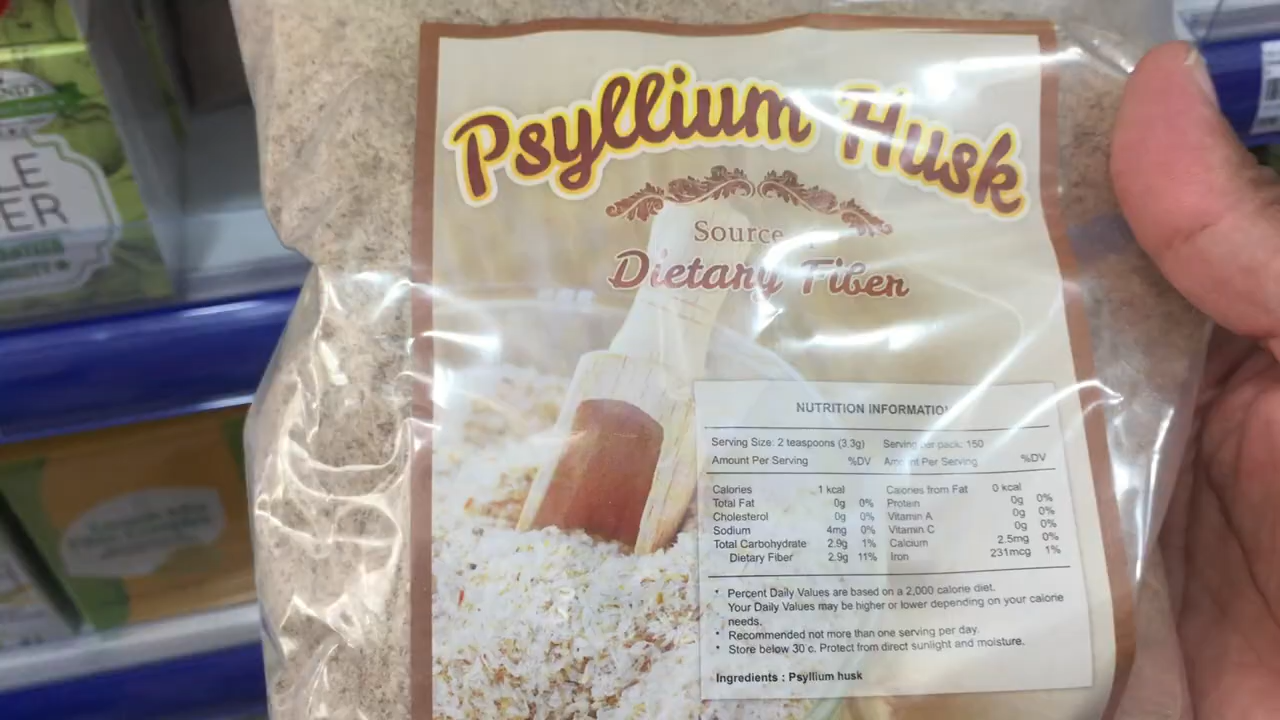 Psyllium Husk
Source
Dietary Fiber
NUTRITION INFORMATION
Serving Size: 2 teaspoons (3.3g) Serving per pack: 150
Amount Per Serving %DV Amount Per Serving %DV
Calories 1 kcal Calories from Fat 0 kcal
Total Fat 0g 0% Protein 0g 0%
Cholesterol 0g 0% Vitamin A 0g 0%
Sodium 4mg 0% Vitamin C 0g 0%
Total Carbohydrate 2.9g 1% Calcium 2.5mg 0%
Dietary Fiber 2.9g 11% Iron 231mcg 1%
* Percent Daily Values are based on a 2,000 calorie diet.
Your Daily Values may be higher or lower depending on your calorie
needs.
* Recommended not more than one serving per day.
* Store below 30 c. Protect from direct sunlight and moisture.
Ingredients : Psyllium husk